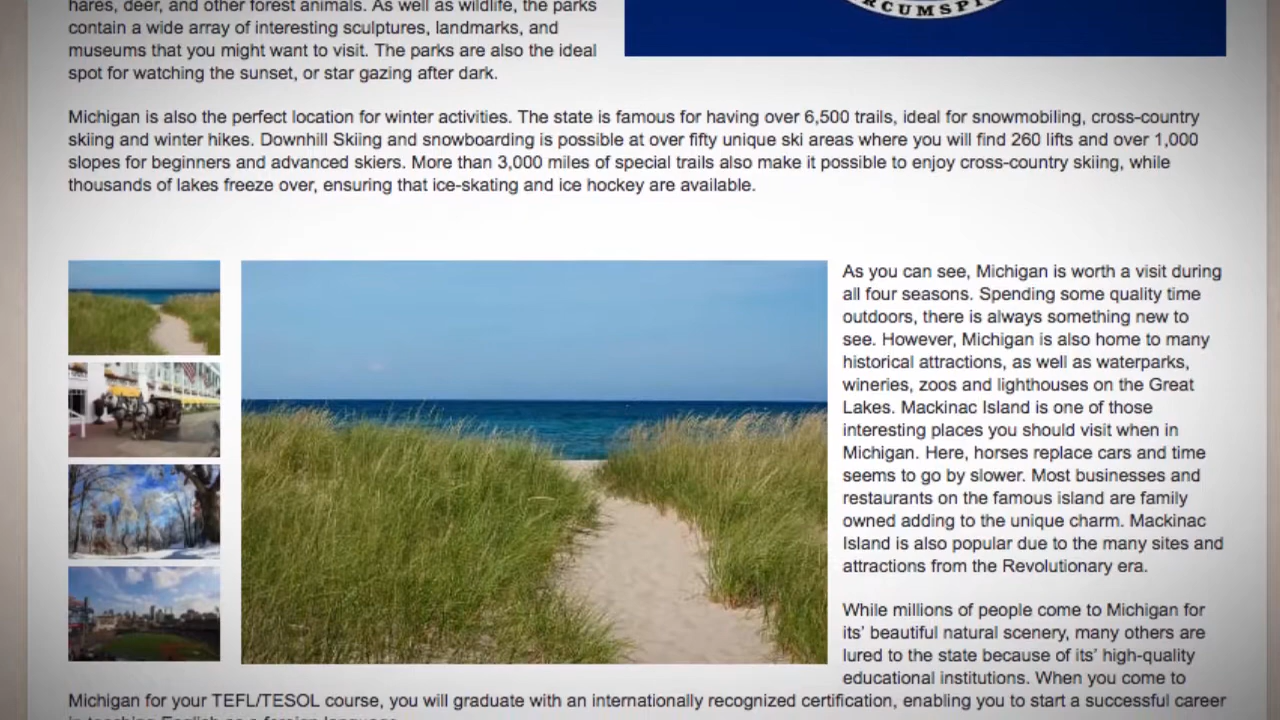 hares, deer, and other forest animals. As well as wildlife, the parks
contain a wide array of interesting sculptures, landmarks, and
museums that you might want to visit. The parks are also the ideal
spot for watching the sunset, or star gazing after dark.
Michigan is also the perfect location for winter activities. The state is famous for having over 6,500 trails, ideal for snowmobiling, cross-country
skiing and winter hikes. Downhill Skiing and snowboarding is possible at over fifty unique ski areas where you will find 260 lifts and over 1,000
slopes for beginners and advanced skiers. More than 3,000 miles of special trails also make it possible to enjoy cross-country skiing, while
thousands of lakes freeze over, ensuring that ice-skating and ice hockey are available.
As you can see, Michigan is worth a visit during
all four seasons. Spending some quality time
outdoors, there is always something new to
see. However, Michigan is also home to many
historical attractions, as well as waterparks,
wineries, zoos and lighthouses on the Great
Lakes. Mackinac Island is one of those
interesting places you should visit when in
Michigan. Here, horses replace cars and time
seems to go by slower. Most businesses and
restaurants on the famous island are family
owned adding to the unique charm. Mackinac
Island is also popular due to the many sites and
attractions from the Revolutionary era.
While millions of people come to Michigan for
its’ beautiful natural scenery, many others are
lured to the state because of its’ high-quality
educational institutions. When you come to
Michigan for your TEFL/TESOL course, you will graduate with an internationally recognized certification, enabling you to start a successful career
in teaching English as a foreign language.